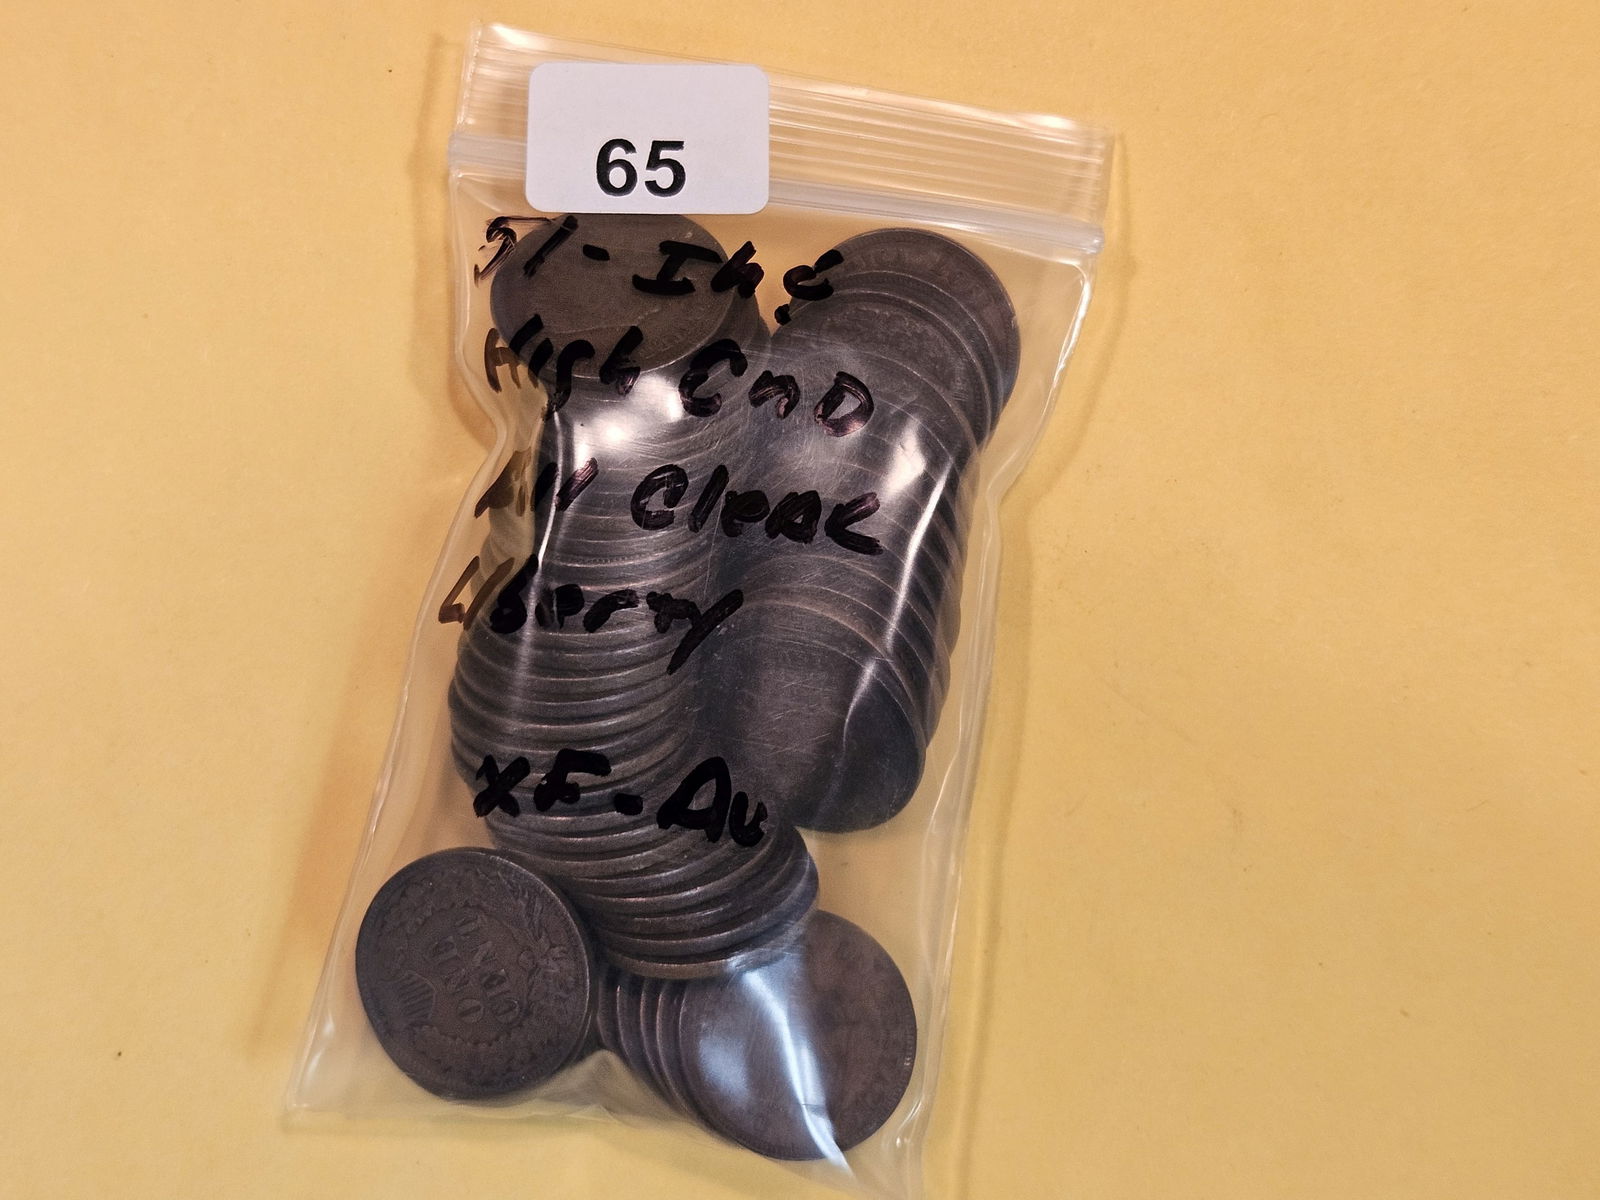 65
51 - Ihc
High EnD
All Clear
Liberty
XF - Au
ONE
CENT